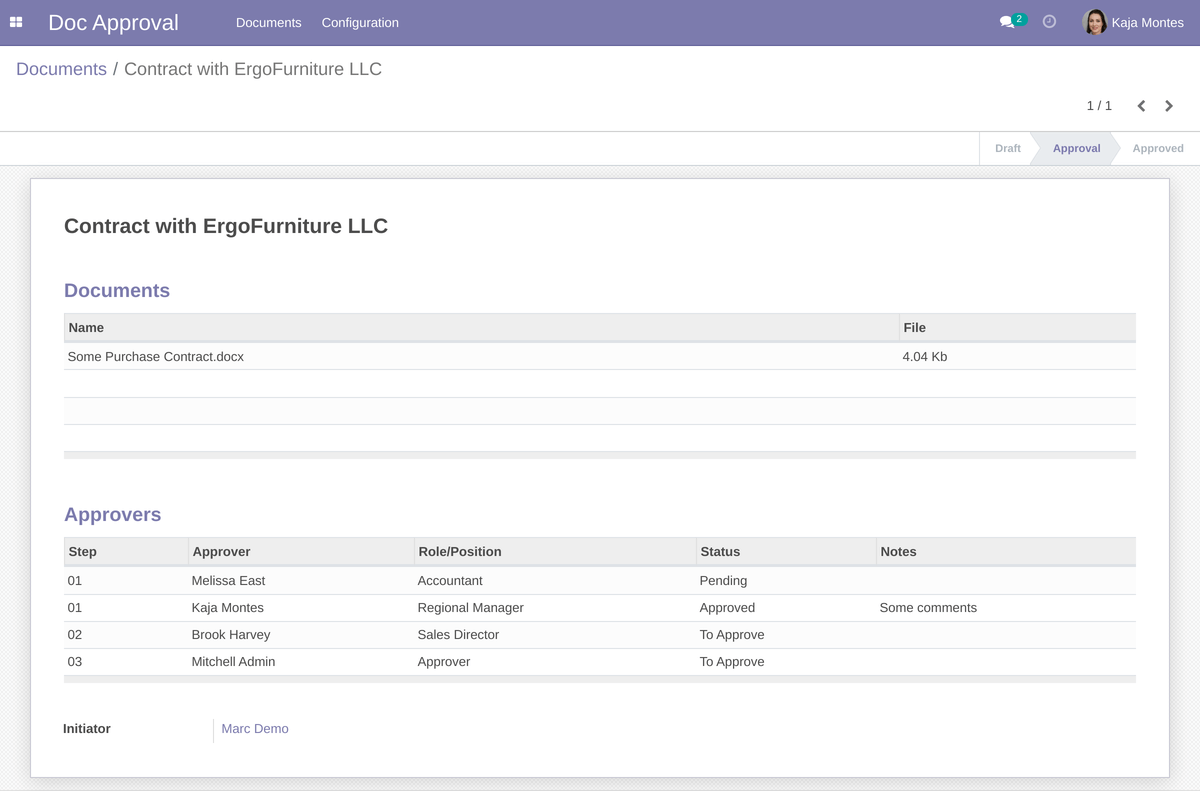 Doc Approval Documents Configuration 2 Kaja Montes
Documents / Contract with ErgoFurniture LLC
1 / 1
Draft Approval Approved
Contract with ErgoFurniture LLC
Documents
Name File
Some Purchase Contract.docx 4.04 Kb
Approvers
Step Approver Role/Position Status Notes
01 Melissa East Accountant Pending
01 Kaja Montes Regional Manager Approved Some comments
02 Brook Harvey Sales Director To Approve
03 Mitchell Admin Approver To Approve
Initiator Marc Demo